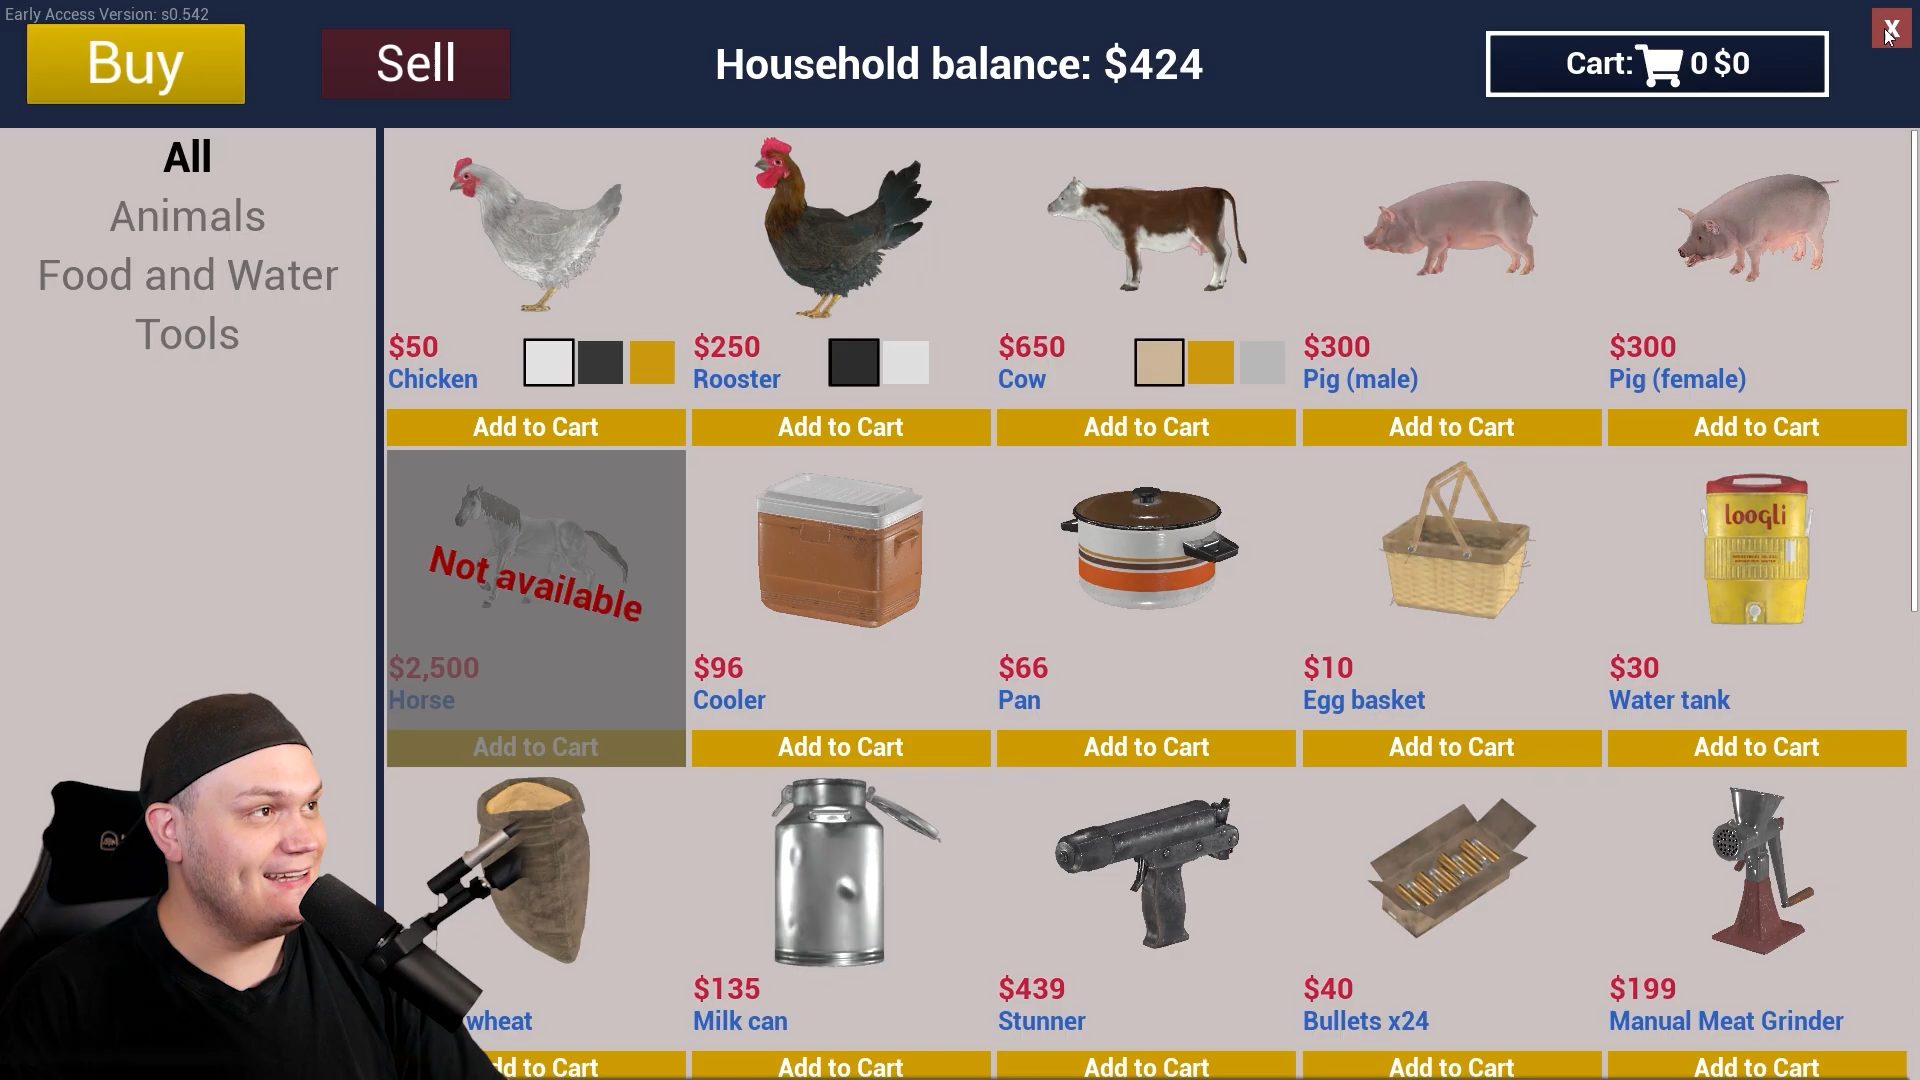 Early Access Version: s0.542
Buy
Sell
Household balance: $424
Cart: 0 $0
X
All
Animals
Food and Water
Tools
$50
Chicken
Add to Cart
$250
Rooster
Add to Cart
$650
Cow
Add to Cart
$300
Pig (male)
Add to Cart
$300
Pig (female)
Add to Cart
Not available
$2,500
Horse
Add to Cart
$96
Cooler
Add to Cart
$66
Pan
Add to Cart
$10
Egg basket
Add to Cart
loogli
$30
Water tank
Add to Cart
wheat
dd to Cart
$135
Milk can
Add to Cart
$439
Stunner
Add to Cart
$40
Bullets x24
Add to Cart
$199
Manual Meat Grinder
Add to Cart